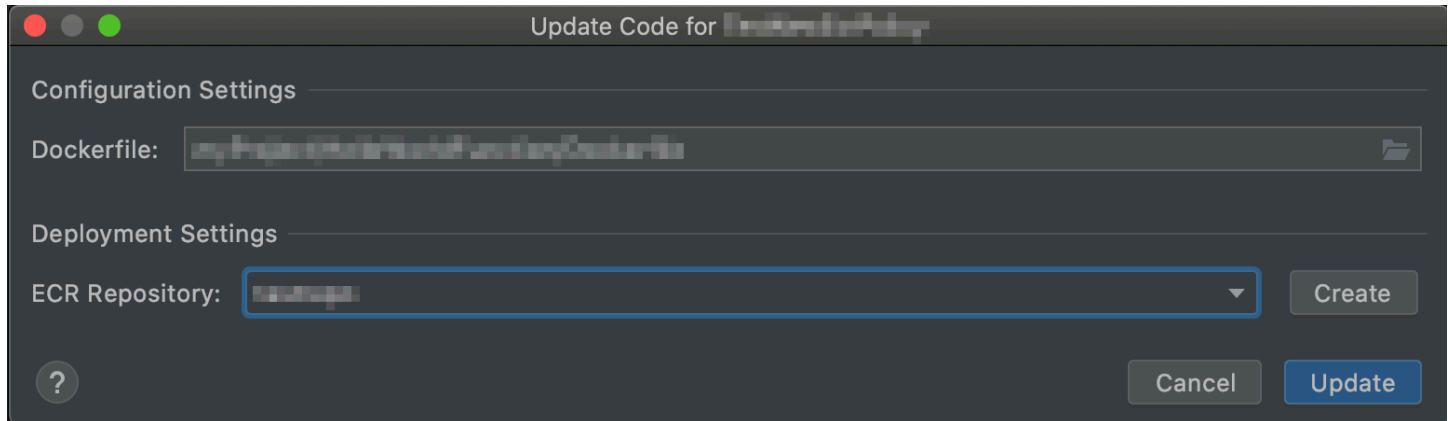 Update Code for
Configuration Settings
Dockerfile:
Deployment Settings
ECR Repository:
Create
?
Cancel
Update